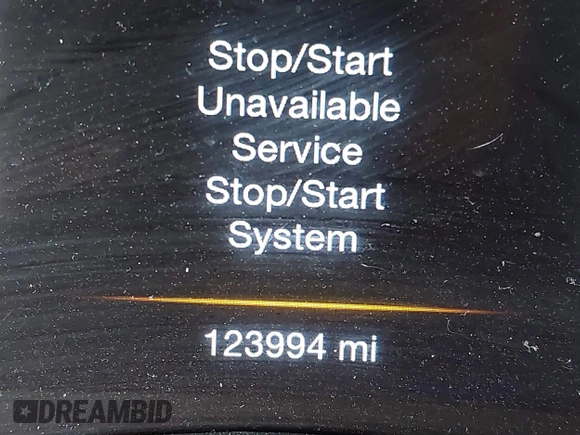 Stop/Start
Unavailable
Service
Stop/Start
System
123994 mi
DREAMBID